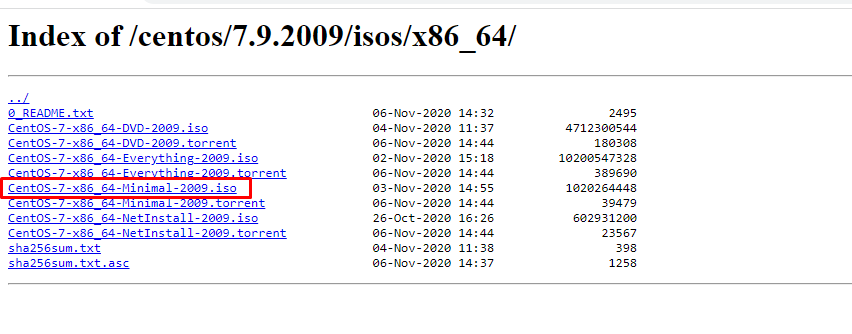 Index of /centos/7.9.2009/isos/x86_64/
../
0_README.txt 06-Nov-2020 14:32 2495
CentOS-7-x86_64-DVD-2009.iso 04-Nov-2020 11:37 4712300544
CentOS-7-x86_64-DVD-2009.torrent 06-Nov-2020 14:44 180308
CentOS-7-x86_64-Everything-2009.iso 02-Nov-2020 15:18 10200547328
CentOS-7-x86_64-Everything-2009.torrent 06-Nov-2020 14:44 389690
CentOS-7-x86_64-Minimal-2009.iso 03-Nov-2020 14:55 1020264448
CentOS-7-x86_64-Minimal-2009.torrent 06-Nov-2020 14:44 39479
CentOS-7-x86_64-NetInstall-2009.iso 26-Oct-2020 16:26 602931200
CentOS-7-x86_64-NetInstall-2009.torrent 06-Nov-2020 14:44 23567
sha256sum.txt 04-Nov-2020 11:38 398
sha256sum.txt.asc 06-Nov-2020 14:37 1258